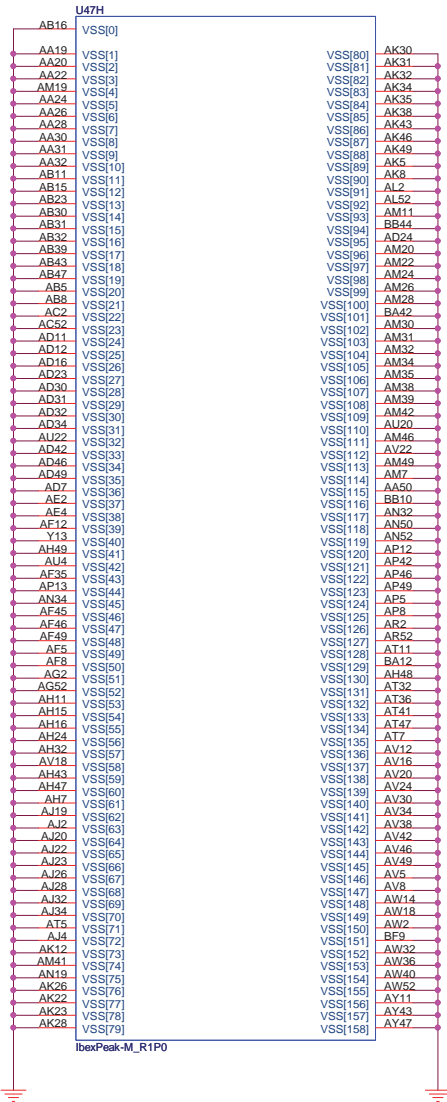 U47H
AB16 VSS[0]
AA19 VSS[1] VSS[80] AK30
AA20 VSS[2] VSS[81] AK31
AA22 VSS[3] VSS[82] AK32
AM19 VSS[4] VSS[83] AK34
AA24 VSS[5] VSS[84] AK35
AA26 VSS[6] VSS[85] AK38
AA28 VSS[7] VSS[86] AK43
AA30 VSS[8] VSS[87] AK46
AA31 VSS[9] VSS[88] AK49
AA32 VSS[10] VSS[89] AK5
AB11 VSS[11] VSS[90] AK8
AB15 VSS[12] VSS[91] AL2
AB23 VSS[13] VSS[92] AL52
AB30 VSS[14] VSS[93] AM11
AB31 VSS[15] VSS[94] BB44
AB32 VSS[16] VSS[95] AD24
AB39 VSS[17] VSS[96] AM20
AB43 VSS[18] VSS[97] AM22
AB47 VSS[19] VSS[98] AM24
AB5 VSS[20] VSS[99] AM26
AB8 VSS[21] VSS[100] AM28
AC2 VSS[22] VSS[101] BA42
AC52 VSS[23] VSS[102] AM30
AD11 VSS[24] VSS[103] AM31
AD12 VSS[25] VSS[104] AM32
AD16 VSS[26] VSS[105] AM34
AD23 VSS[27] VSS[106] AM35
AD30 VSS[28] VSS[107] AM38
AD31 VSS[29] VSS[108] AM39
AD32 VSS[30] VSS[109] AM42
AD34 VSS[31] VSS[110] AU20
AU22 VSS[32] VSS[111] AM46
AD42 VSS[33] VSS[112] AV22
AD46 VSS[34] VSS[113] AM49
AD49 VSS[35] VSS[114] AM7
AD7 VSS[36] VSS[115] AA50
AE2 VSS[37] VSS[116] BB10
AE4 VSS[38] VSS[117] AN32
AF12 VSS[39] VSS[118] AN50
Y13 VSS[40] VSS[119] AN52
AH49 VSS[41] VSS[120] AP12
AU4 VSS[42] VSS[121] AP42
AF35 VSS[43] VSS[122] AP46
AP13 VSS[44] VSS[123] AP49
AN34 VSS[45] VSS[124] AP5
AF45 VSS[46] VSS[125] AP8
AF46 VSS[47] VSS[126] AR2
AF49 VSS[48] VSS[127] AR52
AF5 VSS[49] VSS[128] AT11
AF8 VSS[50] VSS[129] BA12
AG2 VSS[51] VSS[130] AH48
AG52 VSS[52] VSS[131] AT32
AH11 VSS[53] VSS[132] AT36
AH15 VSS[54] VSS[133] AT41
AH16 VSS[55] VSS[134] AT47
AH24 VSS[56] VSS[135] AT7
AH32 VSS[57] VSS[136] AV12
AV18 VSS[58] VSS[137] AV16
AH43 VSS[59] VSS[138] AV20
AH47 VSS[60] VSS[139] AV24
AH7 VSS[61] VSS[140] AV30
AJ19 VSS[62] VSS[141] AV34
AJ2 VSS[63] VSS[142] AV38
AJ20 VSS[64] VSS[143] AV42
AJ22 VSS[65] VSS[144] AV46
AJ23 VSS[66] VSS[145] AV49
AJ26 VSS[67] VSS[146] AV5
AJ28 VSS[68] VSS[147] AV8
AJ32 VSS[69] VSS[148] AW14
AJ34 VSS[70] VSS[149] AW18
AT5 VSS[71] VSS[150] AW2
AJ4 VSS[72] VSS[151] BF9
AK12 VSS[73] VSS[152] AW32
AM41 VSS[74] VSS[153] AW36
AN19 VSS[75] VSS[154] AW40
AK26 VSS[76] VSS[155] AW52
AK22 VSS[77] VSS[156] AY11
AK23 VSS[78] VSS[157] AY43
AK28 VSS[79] VSS[158] AY47
IbexPeak-M_R1P0